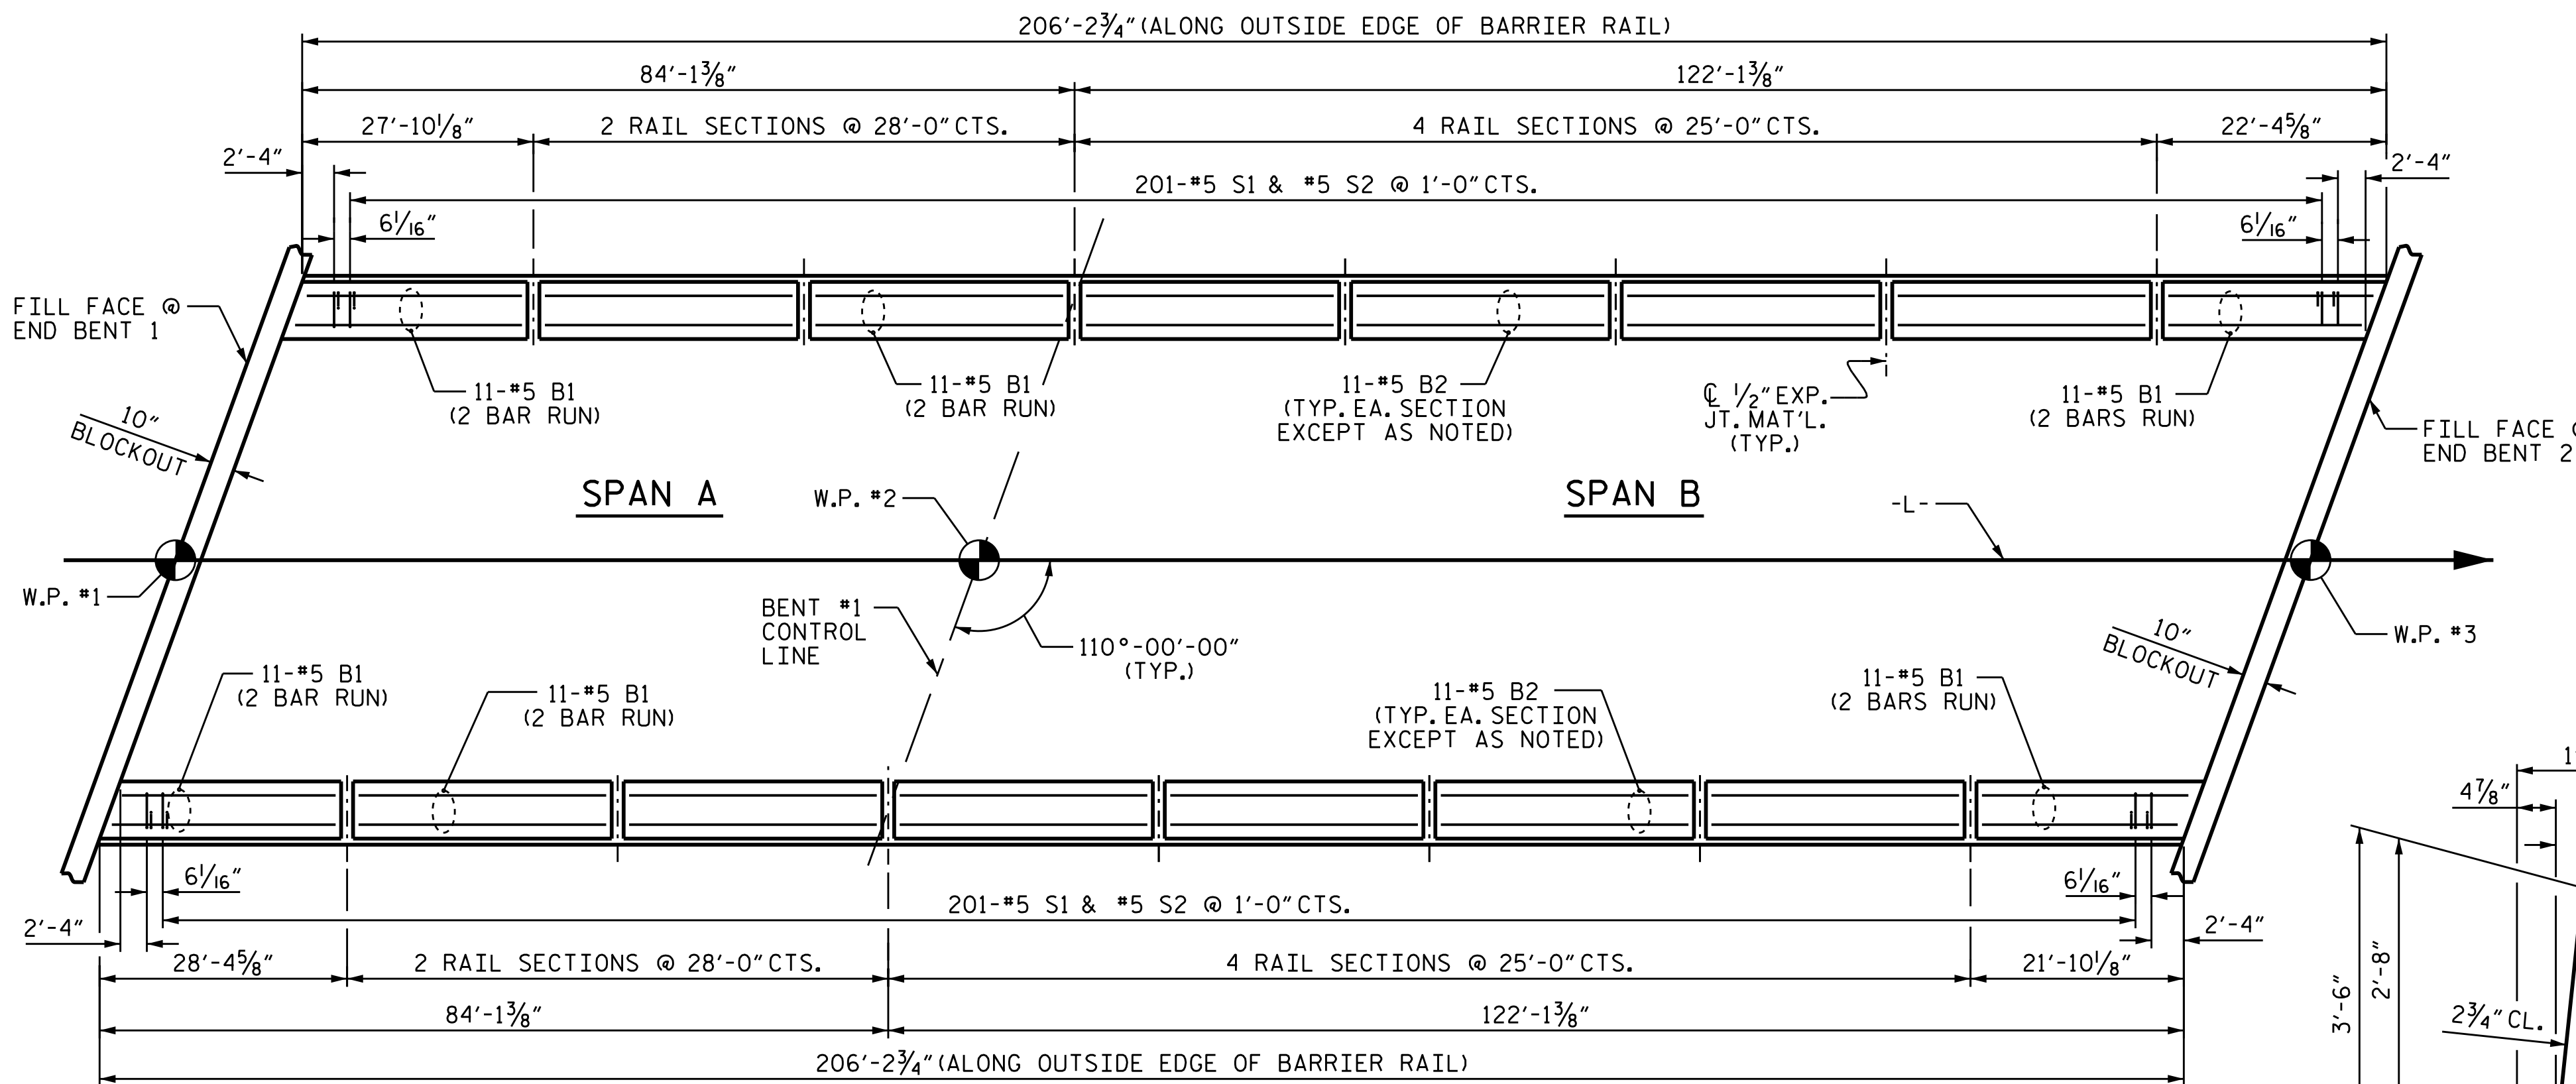 206'-2¾"(ALONG OUTSIDE EDGE OF BARRIER RAIL)
84'-1⅜"
122'-1⅜"
27'-10⅛"
2 RAIL SECTIONS @ 28'-0"CTS.
4 RAIL SECTIONS @ 25'-0"CTS.
22'-4⅝"
2'-4"
2'-4"
201-#5 S1 & #5 S2 @ 1'-0"CTS.
6 1/16"
6 1/16"
FILL FACE @
END BENT 1
11-#5 B1
(2 BAR RUN)
11-#5 B1
(2 BAR RUN)
11-#5 B2
(TYP. EA. SECTION
EXCEPT AS NOTED)
℄ ½"EXP.
JT. MAT'L.
(TYP.)
11-#5 B1
(2 BARS RUN)
FILL FACE
END BENT 2
10"
BLOCKOUT
SPAN A
W.P. #2
SPAN B
-L-
W.P. #1
BENT #1
CONTROL
LINE
110°-00'-00"
(TYP.)
10"
BLOCKOUT
W.P. #3
11-#5 B1
(2 BAR RUN)
11-#5 B1
(2 BAR RUN)
11-#5 B2
(TYP. EA. SECTION
EXCEPT AS NOTED)
11-#5 B1
(2 BARS RUN)
4⅞"
6 1/16"
6 1/16"
201-#5 S1 & #5 S2 @ 1'-0"CTS.
2'-4"
2'-4"
28'-4⅝"
2 RAIL SECTIONS @ 28'-0"CTS.
4 RAIL SECTIONS @ 25'-0"CTS.
21'-10⅛"
3'-6"
2'-8"
2¾"CL.
84'-1⅜"
122'-1⅜"
206'-2¾"(ALONG OUTSIDE EDGE OF BARRIER RAIL)